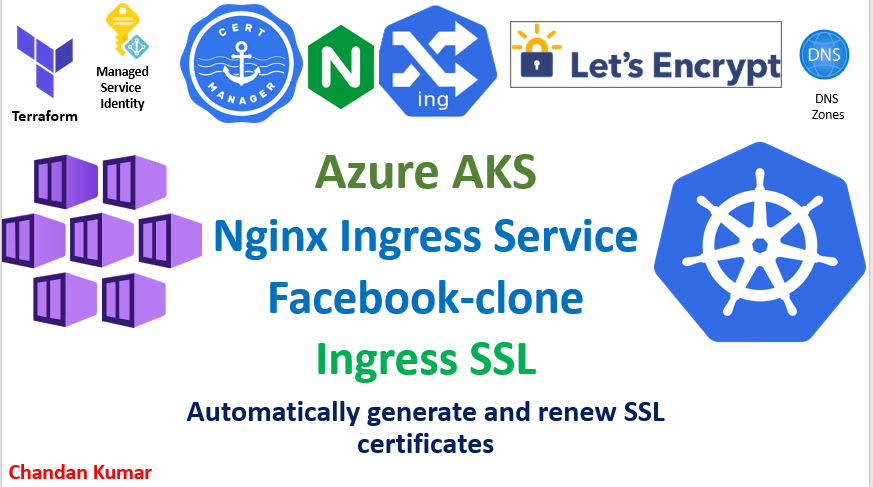 Terraform
Managed
Service
Identity
CERT
MANAGER
N
ing
Let's Encrypt
DNS
DNS
Zones
Azure AKS
Nginx Ingress Service
Facebook-clone
Ingress SSL
Automatically generate and renew SSL
certificates
Chandan Kumar